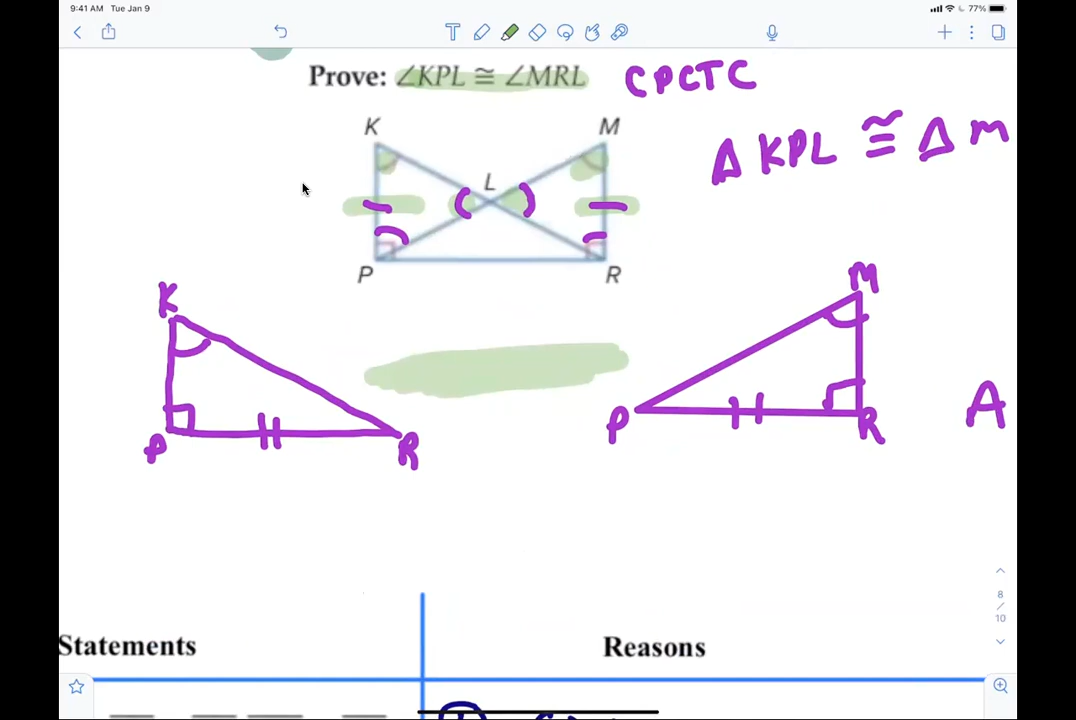 9:41 AM Tue Jan 9
77%
Prove: ∠KPL ≅ ∠MRL
CPCTC
Δ KPL ≅ Δ M
K
M
L
P
R
K
M
P
R
P
R
A
8
/
10
Statements
Reasons